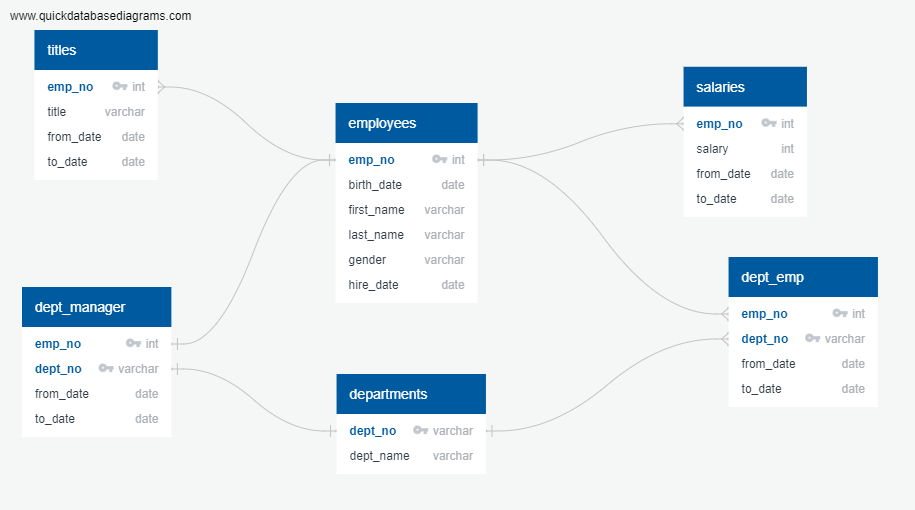 www.quickdatabasediagrams.com
titles
emp_no int
title varchar
from_date date
to_date date
employees
emp_no int
birth_date date
first_name varchar
last_name varchar
gender varchar
hire_date date
salaries
emp_no int
salary int
from_date date
to_date date
dept_manager
emp_no int
dept_no varchar
from_date date
to_date date
departments
dept_no varchar
dept_name varchar
dept_emp
emp_no int
dept_no varchar
from_date date
to_date date